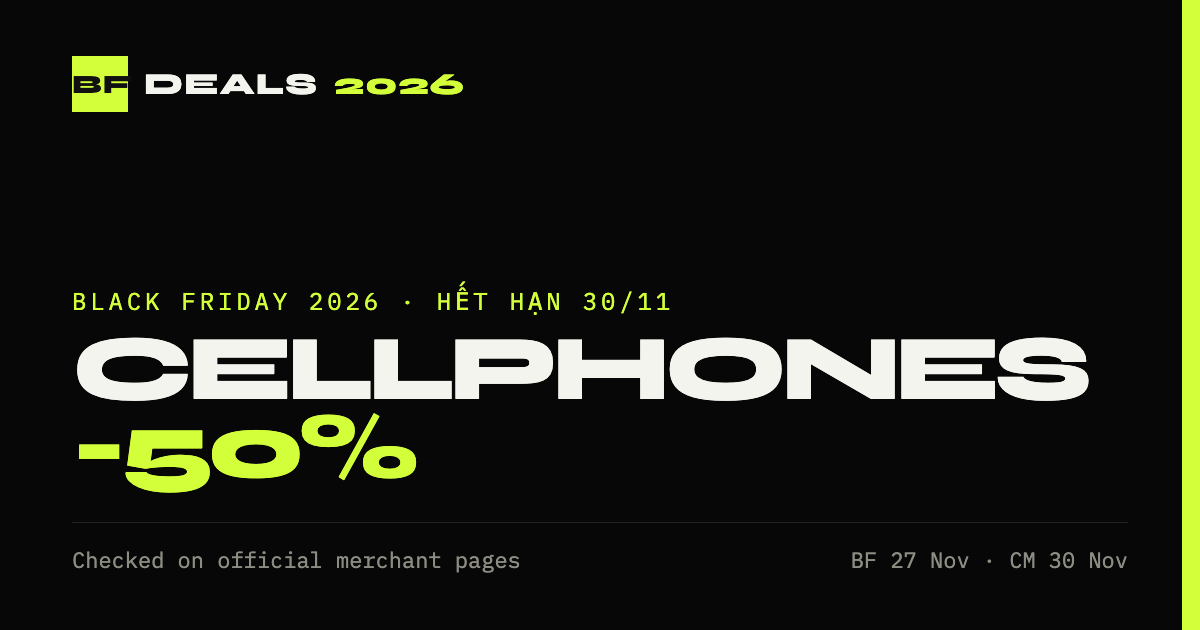 BF DEALS 2026
BLACK FRIDAY 2026 · HẾT HẠN 30/11
CELLPHONES
-50%
Checked on official merchant pages
BF 27 Nov · CM 30 Nov